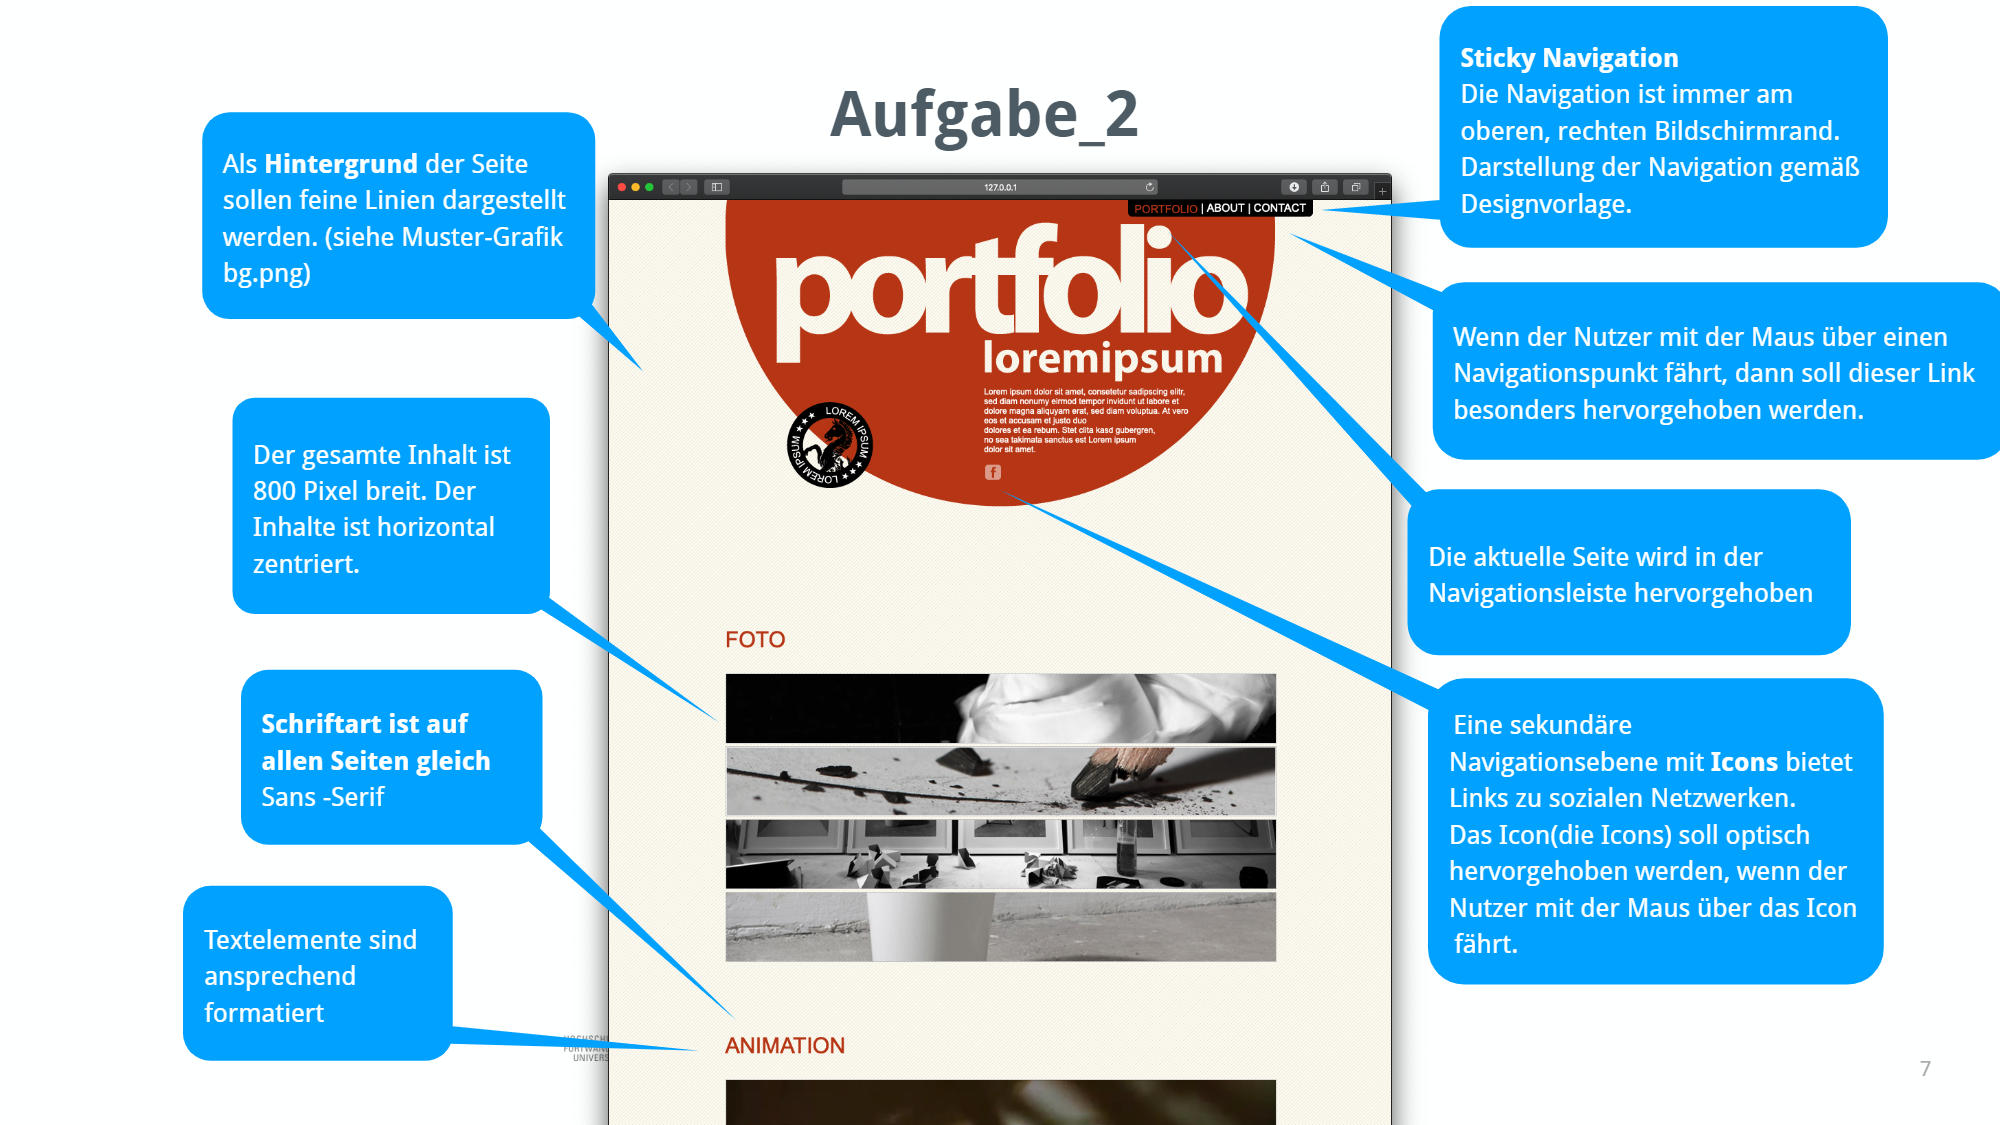 Aufgabe_2
Als Hintergrund der Seite
sollen feine Linien dargestellt
werden. (siehe Muster-Grafik
bg.png)
Der gesamte Inhalt ist
800 Pixel breit. Der
Inhalte ist horizontal
zentriert.
Schriftart ist auf
allen Seiten gleich
Sans -Serif
Textelemente sind
ansprechend
formatiert
127.0.0.1
PORTFOLIO | ABOUT | CONTACT
portfolio
loremipsum
Lorem ipsum dolor sit amet, consetetur sadipscing elitr,
sed diam nonumy eirmod tempor invidunt ut labore et
dolore magna aliquyam erat, sed diam voluptua. At vero
eos et accusam et justo duo
dolores et ea rebum. Stet clita kasd gubergren,
no sea takimata sanctus est Lorem ipsum
dolor sit amet.
LOREM IPSUM
LOREM IPSUM
FOTO
ANIMATION
Sticky Navigation
Die Navigation ist immer am
oberen, rechten Bildschirmrand.
Darstellung der Navigation gemäß
Designvorlage.
Wenn der Nutzer mit der Maus über einen
Navigationspunkt fährt, dann soll dieser Link
besonders hervorgehoben werden.
Die aktuelle Seite wird in der
Navigationsleiste hervorgehoben
Eine sekundäre
Navigationsebene mit Icons bietet
Links zu sozialen Netzwerken.
Das Icon(die Icons) soll optisch
hervorgehoben werden, wenn der
Nutzer mit der Maus über das Icon
fährt.
7